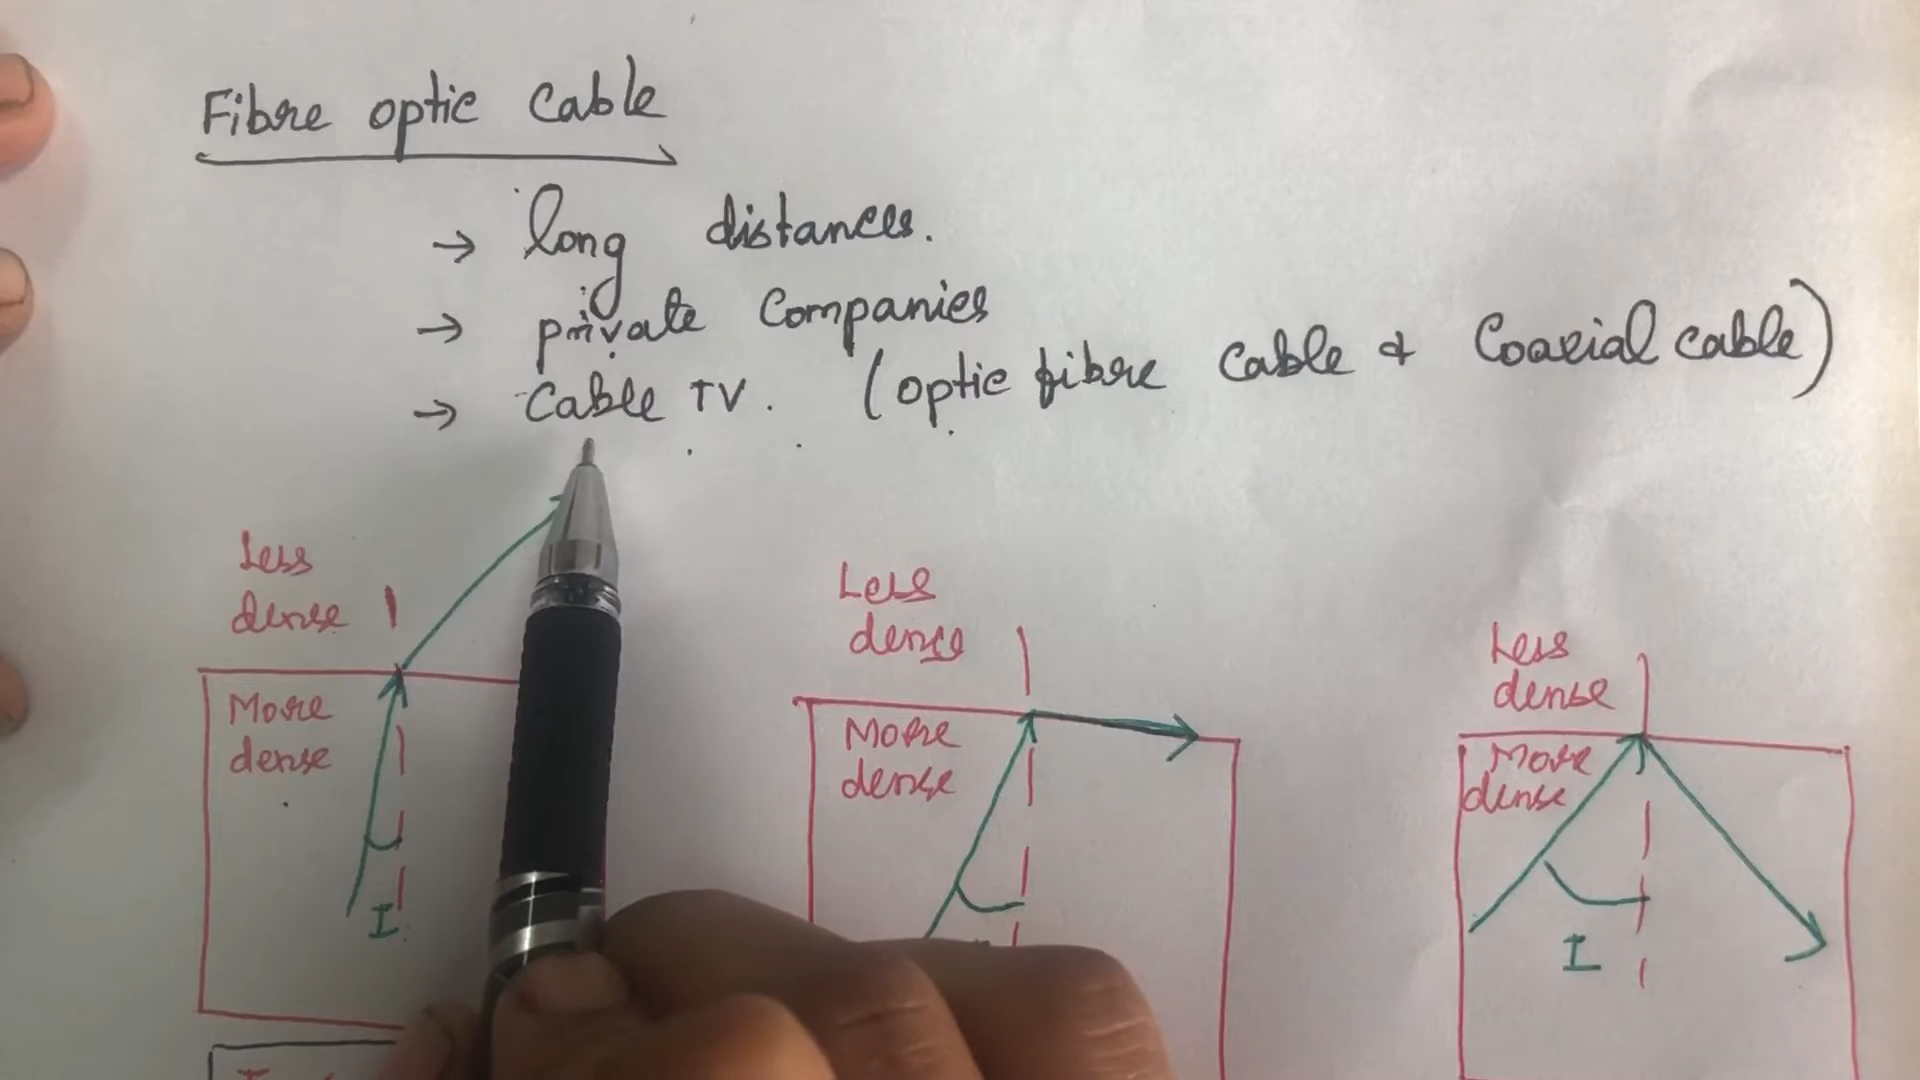 Fibre optic cable
→ long distances.
→ private companies
→ Cable TV. (optic fibre cable & Coaxial cable)
Less
dense
More
dense
I
Less
dense
More
dense
Less
dense
More
dense
I